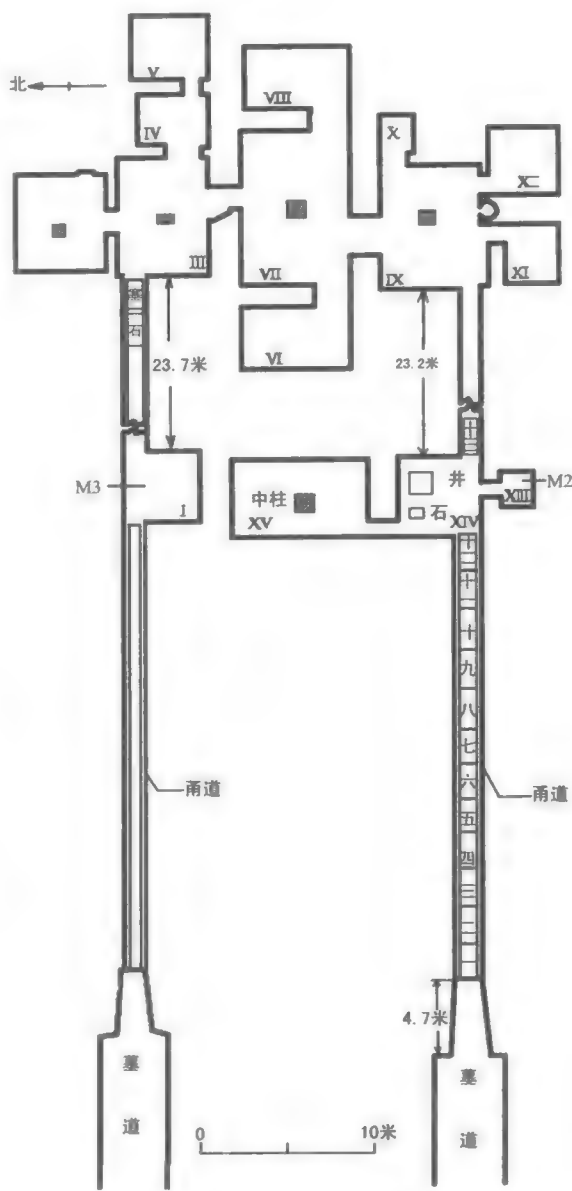 北
V
VIII
IV
X
XII
III
VII
IX
XI
塞
石
23.7米
23.2米
VI
十三
M3
I
中柱
XV
井
石
XIV
XIII
M2
十二
十一
十
九
八
七
六
五
四
三
二
一
甬道
甬道
4.7米
墓
道
墓
道
0
10米